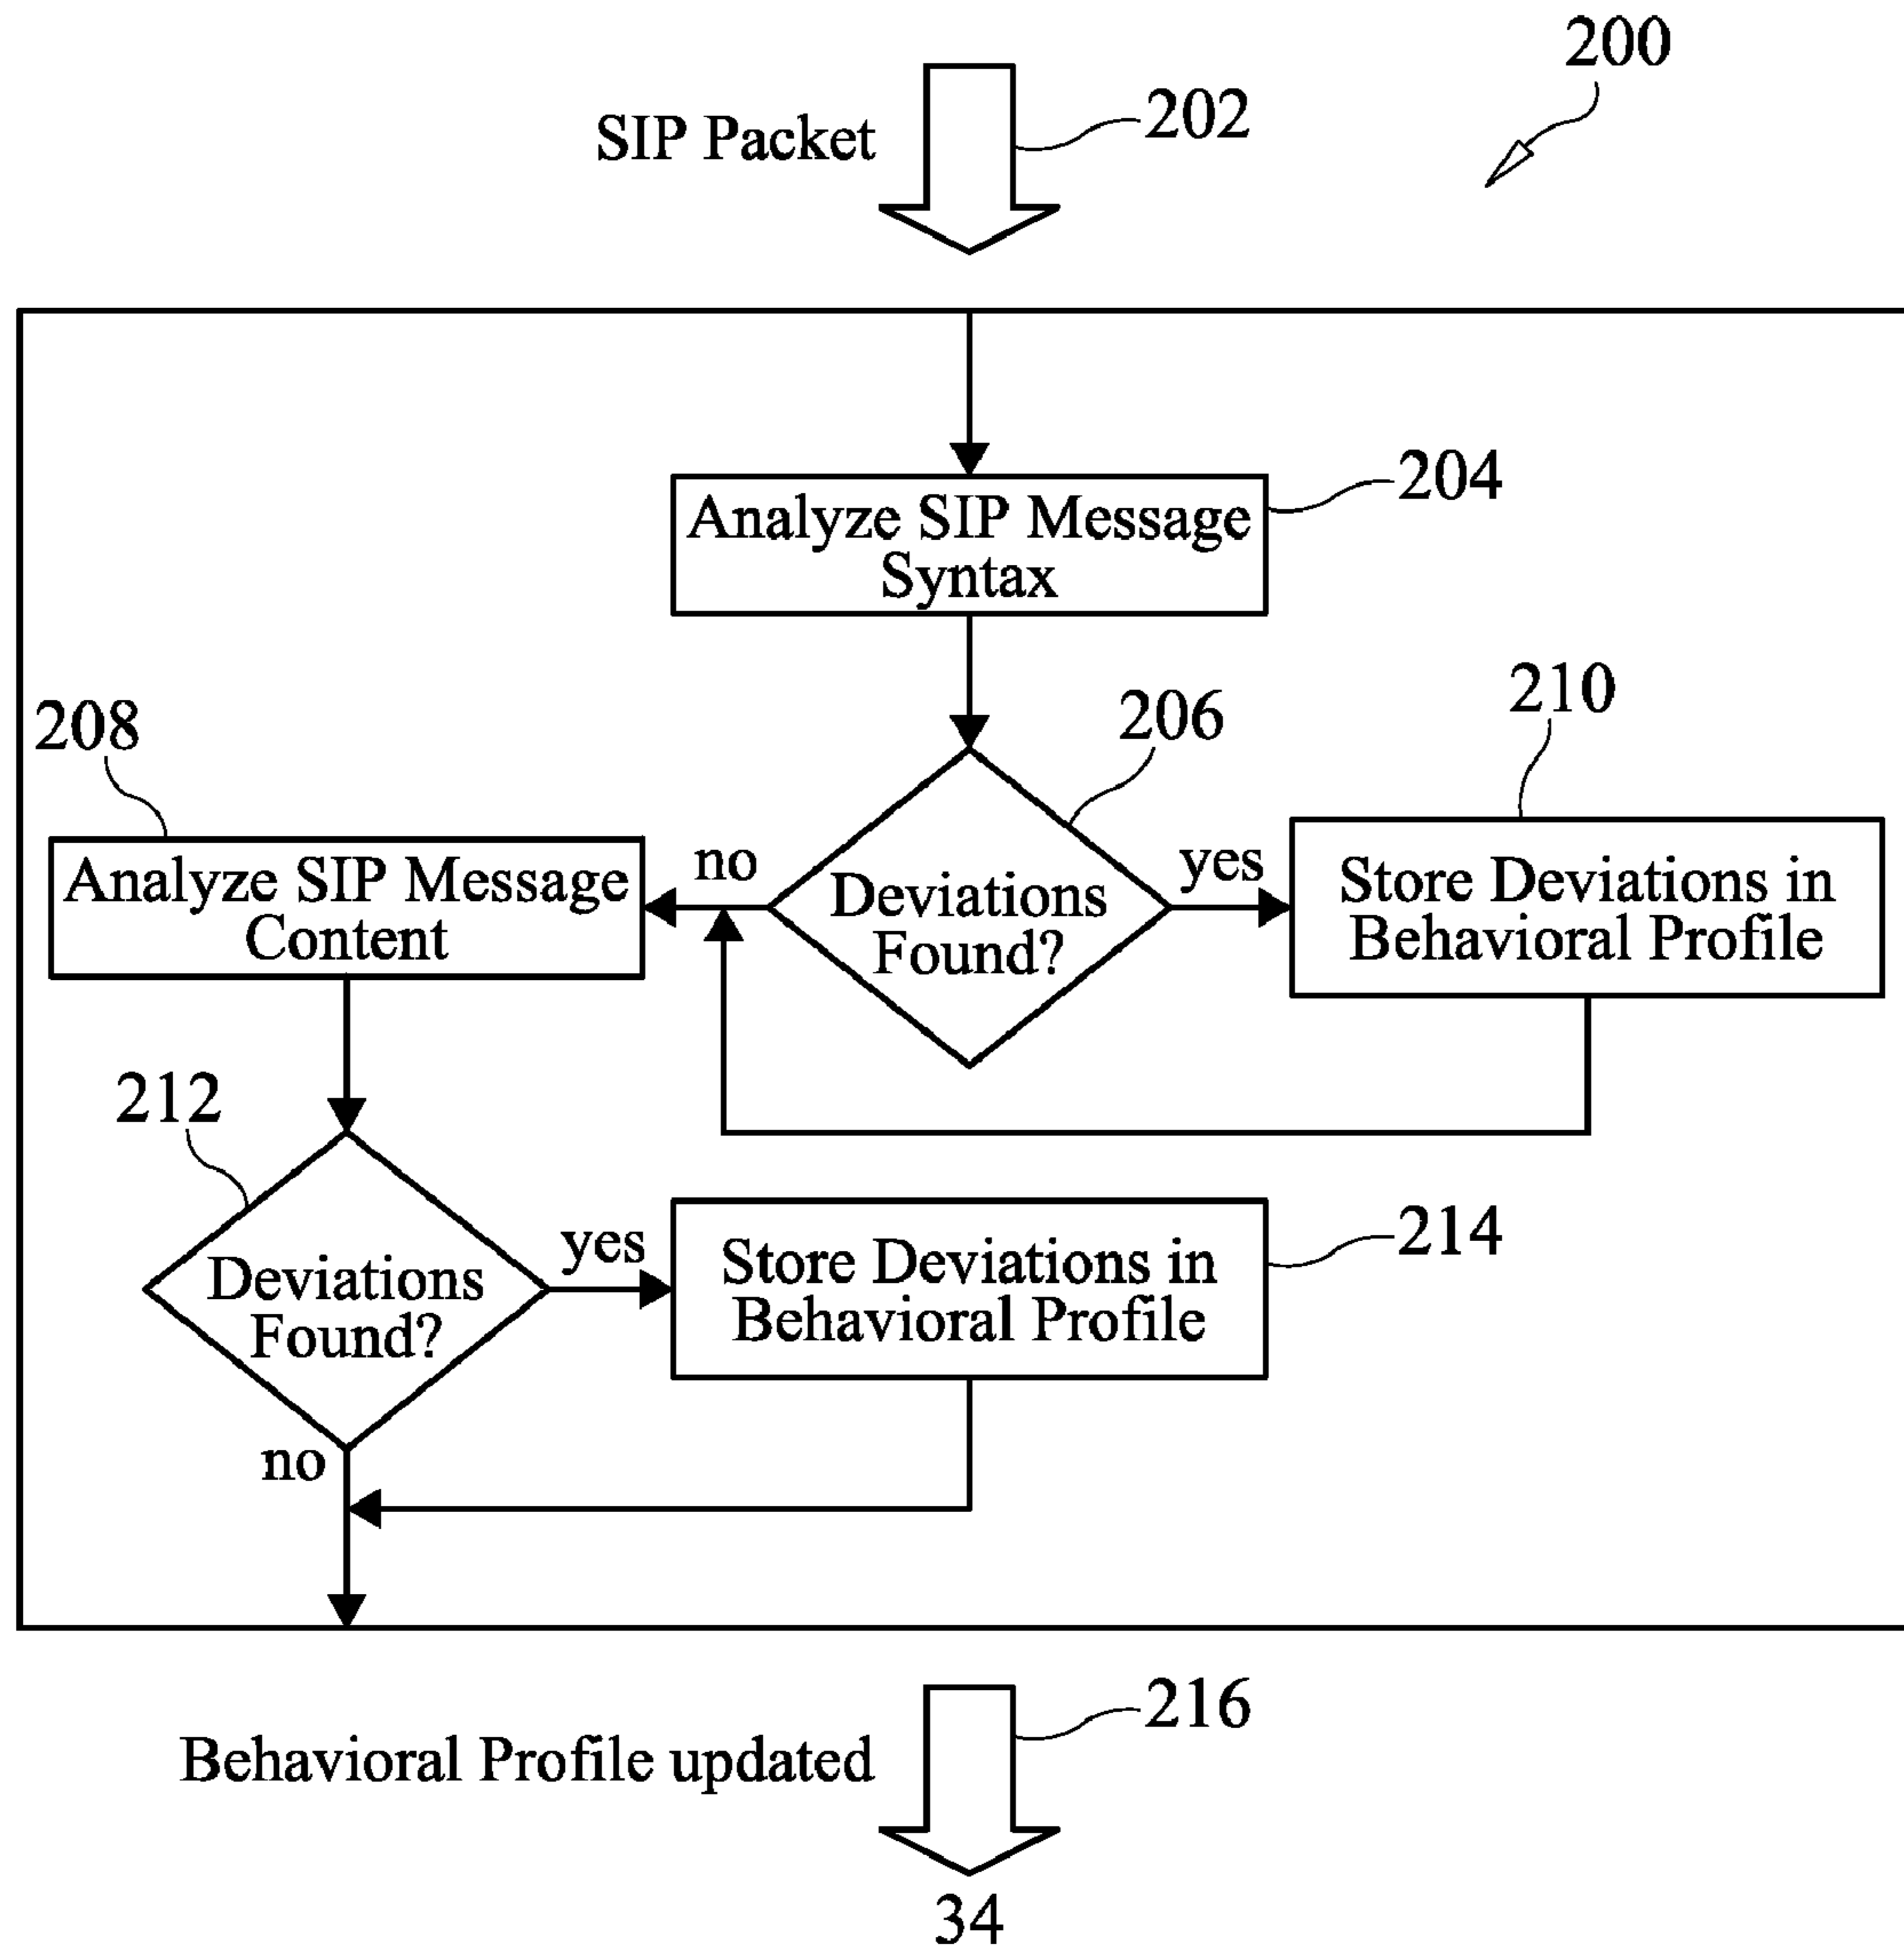 200
SIP Packet
202
Analyze SIP Message
Syntax
204
206
210
208
Analyze SIP Message
Content
no
Deviations
Found?
yes
Store Deviations in
Behavioral Profile
212
Deviations
Found?
yes
Store Deviations in
Behavioral Profile
214
no
216
Behavioral Profile updated
34